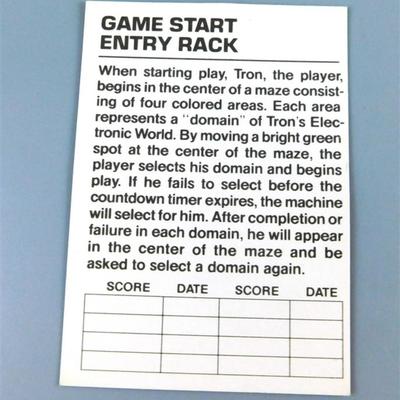 GAME START
ENTRY RACK
When starting play, Tron, the player,
begins in the center of a maze consist-
ing of four colored areas. Each area
represents a "domain" of Tron's Elec-
tronic World. By moving a bright green
spot at the center of the maze, the
player selects his domain and begins
play. If he fails to select before the
countdown timer expires, the machine
will select for him. After completion or
failure in each domain, he will appear
in the center of the maze and be
asked to select a domain again.
SCORE DATE SCORE DATE